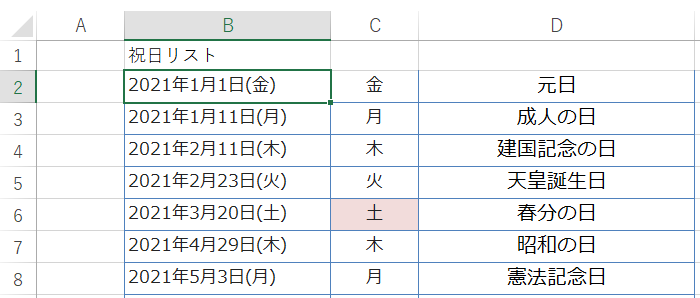 A B C D
1 祝日リスト
2 2021年1月1日(金) 金 元日
3 2021年1月11日(月) 月 成人の日
4 2021年2月11日(木) 木 建国記念の日
5 2021年2月23日(火) 火 天皇誕生日
6 2021年3月20日(土) 土 春分の日
7 2021年4月29日(木) 木 昭和の日
8 2021年5月3日(月) 月 憲法記念日